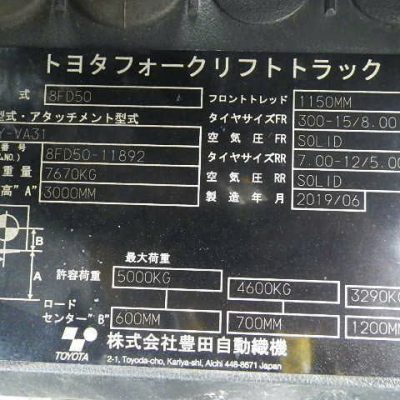 トヨタフォークリフトトラック
式 8FD50
フロントトレッド 1150MM
型式・アタッチメント型式
タイヤサイズFR 300-15/8.00
Y-VA31
空気圧FR SOLID
番号 8FD50-11892
タイヤサイズRR 7.00-12/5.00
重量 7670KG
空気圧RR SOLID
高"A" 3000MM
製造年月 2019/06
B
A
最大荷重
許容荷重 5000KG 4600KG 3290KG
ロード
センター"B" 600MM 700MM 1200MM
TOYOTA
株式会社豊田自動織機
2-1, Toyoda-cho, Kariya-shi, Aichi 448-8671 Japan